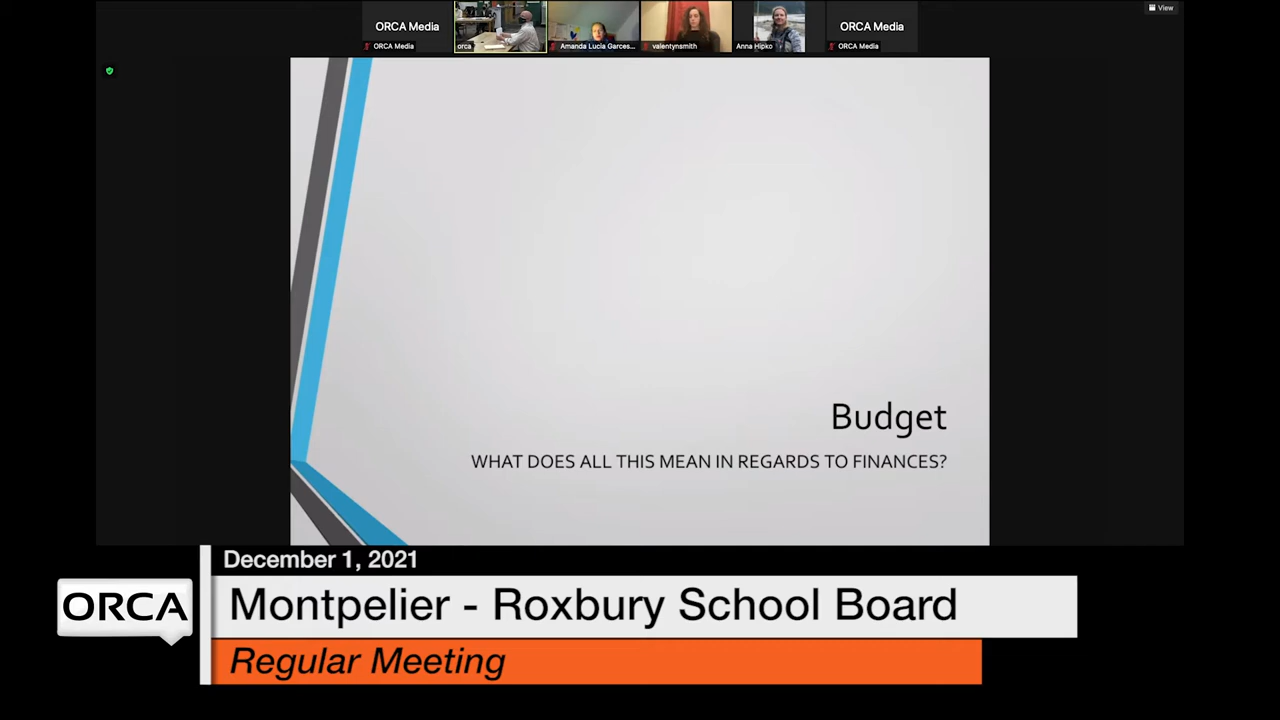 View
ORCA Media
ORCA Media
ORCA Media
orca
Amanda Lucia Garces...
valentynsmith
Anna Hipko
ORCA Media
Budget
WHAT DOES ALL THIS MEAN IN REGARDS TO FINANCES?
December 1, 2021
ORCA
Montpelier - Roxbury School Board
Regular Meeting